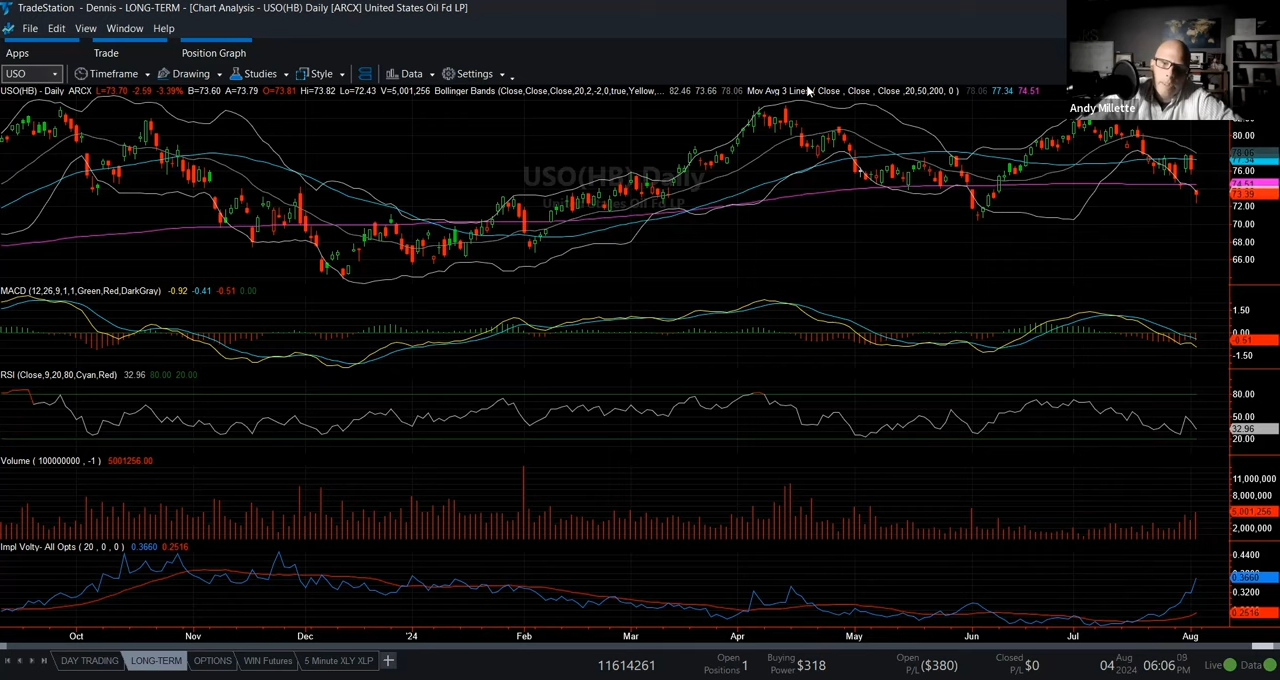 TradeStation - Dennis - LONG-TERM - [Chart Analysis - USO(HB) Daily [ARCX] United States Oil Fd LP]
File Edit View Window Help
Apps Trade Position Graph
USO Timeframe Drawing Studies Style Data Settings
USO(HB) - Daily ARCX L=73.70 -2.59 -3.39% B=73.60 A=73.79 O=73.81 Hi=73.82 Lo=72.43 V=5,001,256 Bollinger Bands (Close,Close,Close,20,2,-2,0,true,Yellow,... 82.46 73.66 78.06 Mov Avg 3 Line ( Close , Close , Close ,20,50,200, 0 ) 78.06 77.34 74.51
Andy Millette
80.00
78.06
76.00
74.51
73.39
72.00
70.00
68.00
66.00
USO(HB) Daily
United States Oil Fd LP
MACD (12,26,9,1,1,Green,Red,DarkGray) -0.92 -0.41 -0.51 0.00
1.50
0.00
-0.51
-1.50
RSI (Close,9,20,80,Cyan,Red) 32.96 80.00 20.00
80.00
50.00
32.96
20.00
Volume ( 100000000 , -1 ) 5001256.00
11,000,000
8,000,000
5,001,256
2,000,000
Impl Volty- All Opts ( 20 , 0 , 0 ) 0.3660 0.2516
0.4400
0.3660
0.3200
0.2516
Oct Nov Dec '24 Feb Mar Apr May Jun Jul Aug
DAY TRADING LONG-TERM OPTIONS WIN Futures 5 Minute XLY XLP
11614261 Open Positions 1 Buying Power $318 Open P/L ($380) Closed P/L $0 04 Aug 2024 06:06 09 PM Live Data